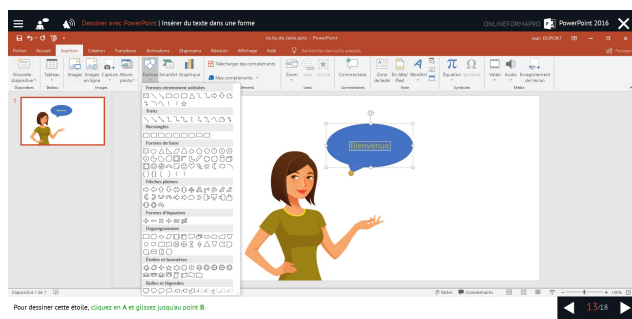 Dessiner avec PowerPoint | Insérer du texte dans une forme
ONLINEFORMAPRO PowerPoint 2016
bulle_de_texte.pptx - PowerPoint
Jean DUPONT
Fichier Accueil Insertion Création Transitions Animations Diaporama Révision Affichage Aide Rechercher des outils adaptés
Partager
Nouvelle diapositive Tableau Images Images en ligne Capture Album photo Formes SmartArt Graphique
Télécharger des compléments
Mes compléments
Zoom Lien Action Commentaire Zone de texte En-tête/ Pied WordArt Équation Symbole Vidéo Audio Enregistrement de l'écran
Diapositives Tableau Images Liens Commentaires Texte Symboles Média
Formes récemment utilisées
Traits
Rectangles
Formes de base
Flèches pleines
Formes d'équation
Organigrammes
Étoiles et bannières
Bulles et légendes
1
Bienvenue
Diapositive 1 de 1
Notes Commentaires
100%
Pour dessiner cette étoile, cliquez en A et glissez jusqu'au point B.
13/18